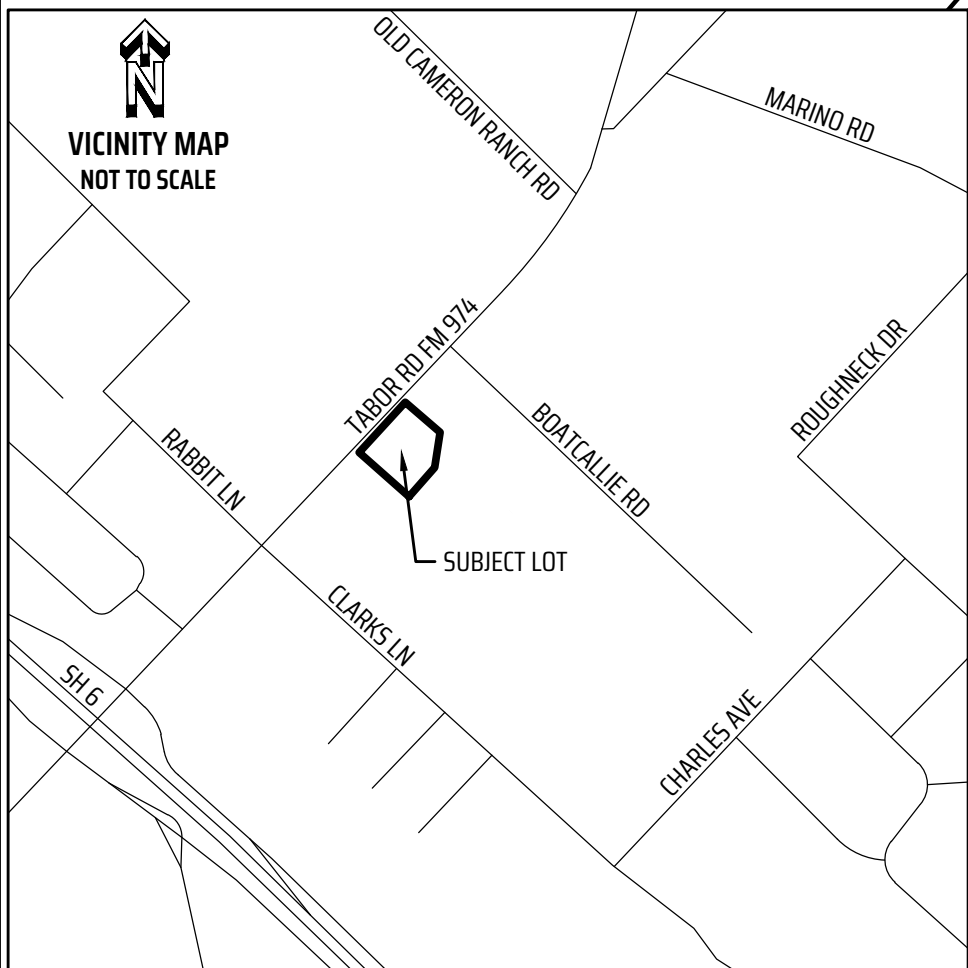 N
VICINITY MAP
NOT TO SCALE
OLD CAMERON RANCH RD
MARINO RD
TABOR RD FM 974
ROUGHNECK DR
BOATCALLIE RD
RABBIT LN
SUBJECT LOT
CLARKS LN
SH 6
CHARLES AVE